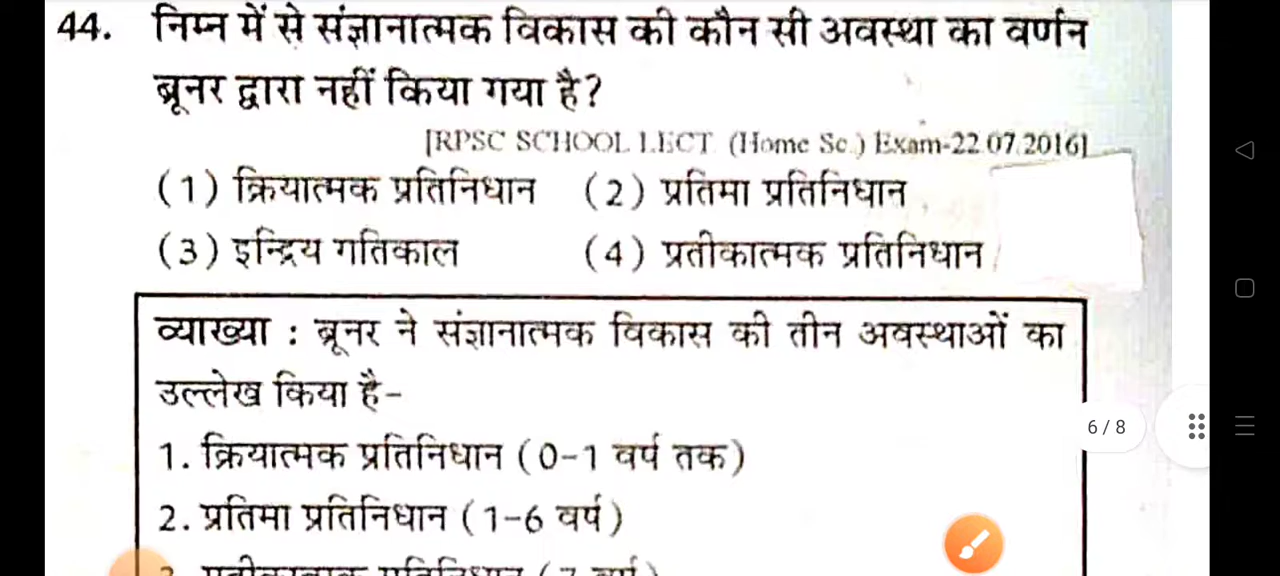 44. निम्न में से संज्ञानात्मक विकास की कौन सी अवस्था का वर्णन
ब्रूनर द्वारा नहीं किया गया है?
[RPSC SCHOOL LECT. (Home Sc.) Exam-22.07.2016]
(1) क्रियात्मक प्रतिनिधान (2) प्रतिमा प्रतिनिधान
(3) इन्द्रिय गतिकाल (4) प्रतीकात्मक प्रतिनिधान
व्याख्या : ब्रूनर ने संज्ञानात्मक विकास की तीन अवस्थाओं का
उल्लेख किया है-
1. क्रियात्मक प्रतिनिधान (0-1 वर्ष तक)
6/8
2. प्रतिमा प्रतिनिधान (1-6 वर्ष)